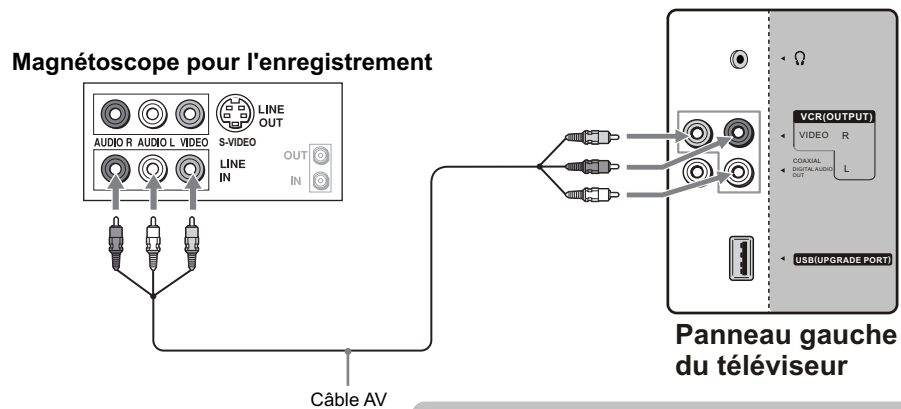 Magnétoscope pour l'enregistrement
LINE
OUT
AUDIO R AUDIO L VIDEO S-VIDEO
LINE
IN
OUT
IN
VCR(OUTPUT)
VIDEO R
COAXIAL
DIGITAL AUDIO
OUT
L
USB(UPGRADE PORT)
Panneau gauche
du téléviseur
Câble AV